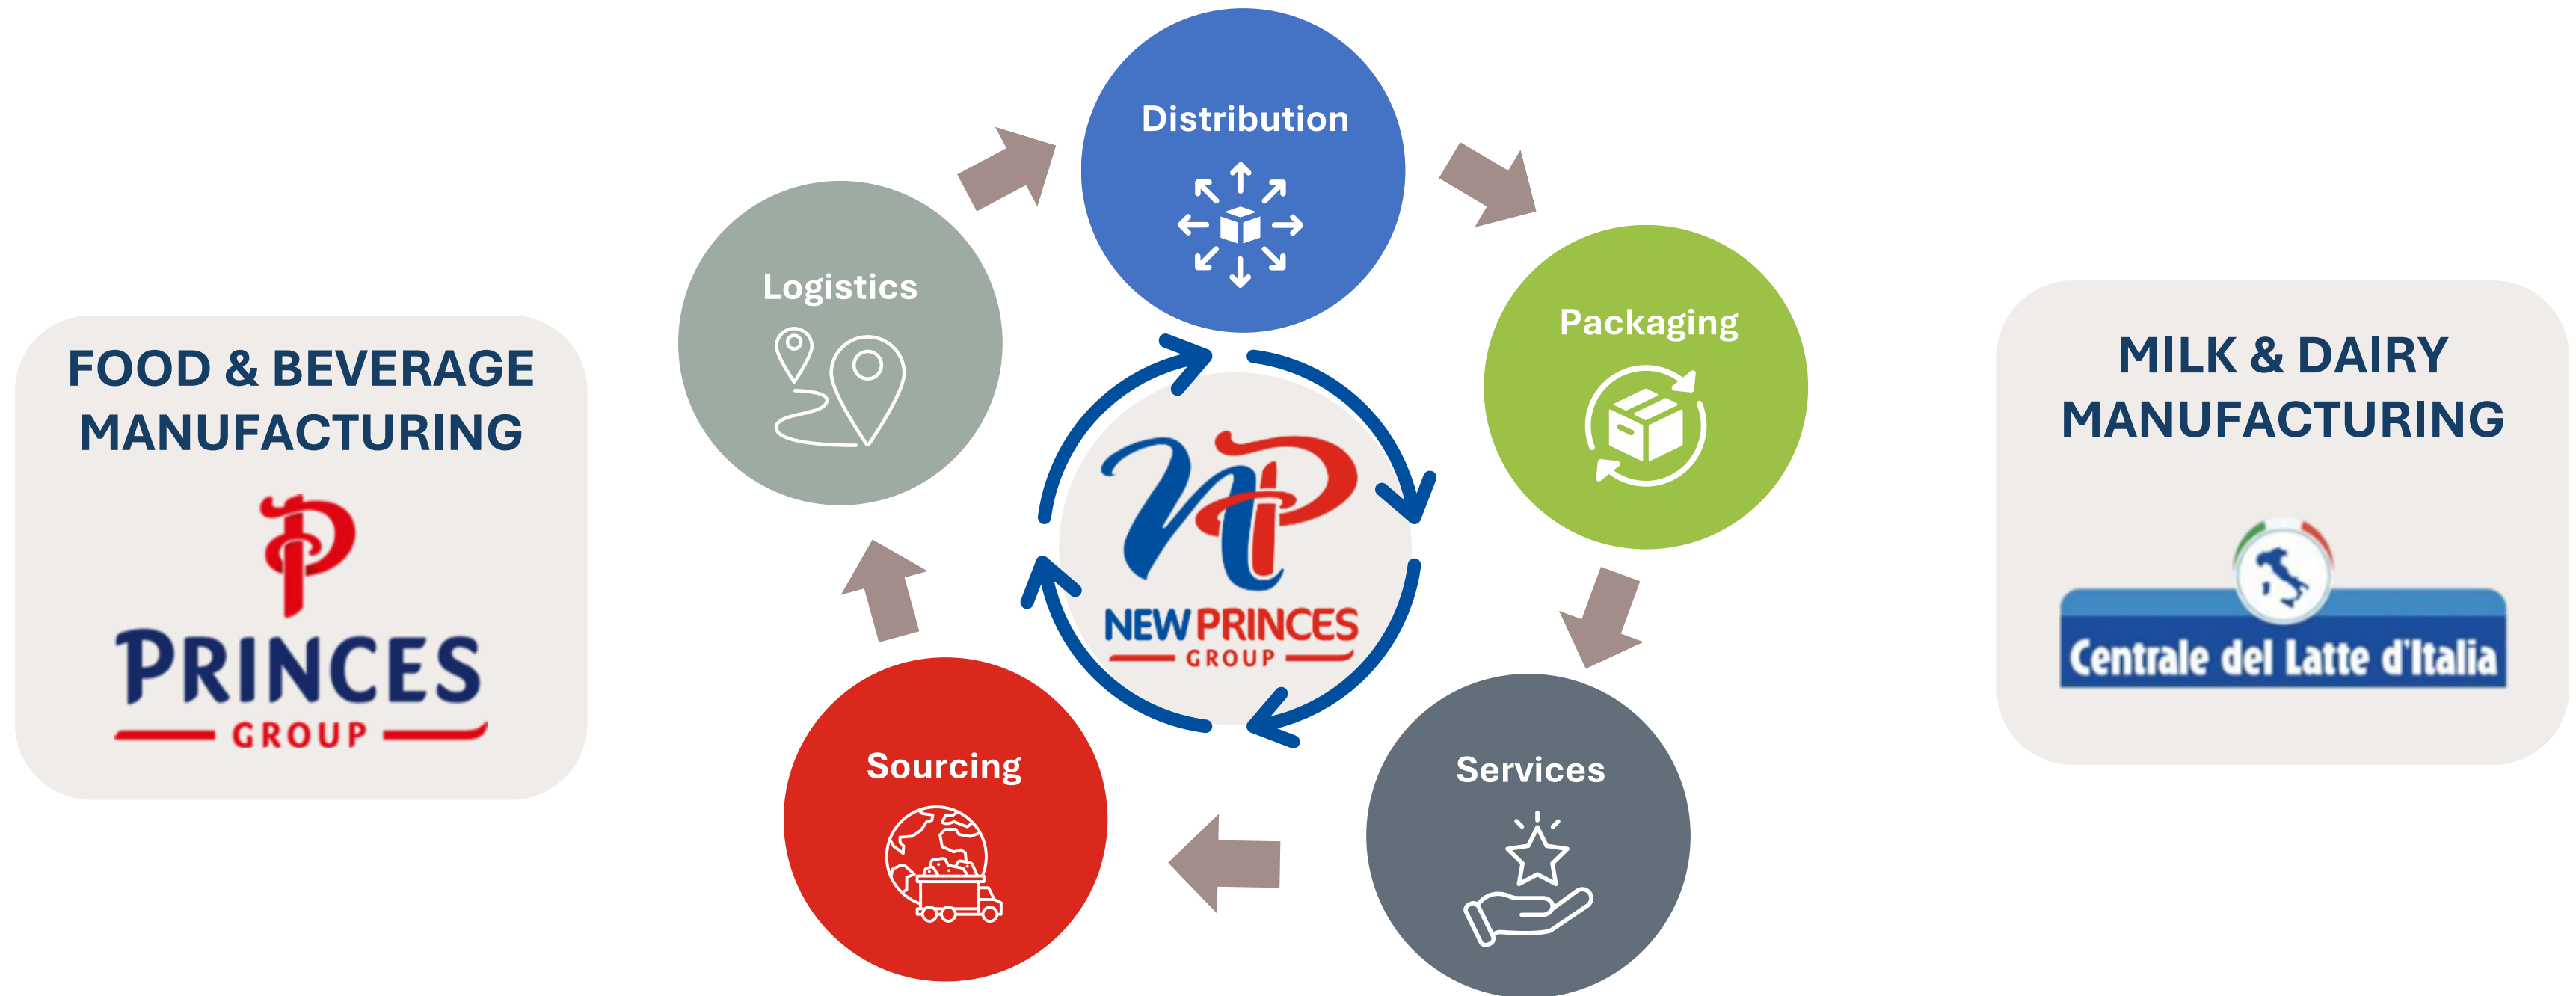 FOOD & BEVERAGE
MANUFACTURING
P
PRINCES
GROUP
Distribution
Logistics
Packaging
NP
NEW PRINCES
GROUP
Sourcing
Services
MILK & DAIRY
MANUFACTURING
Centrale del Latte d'Italia